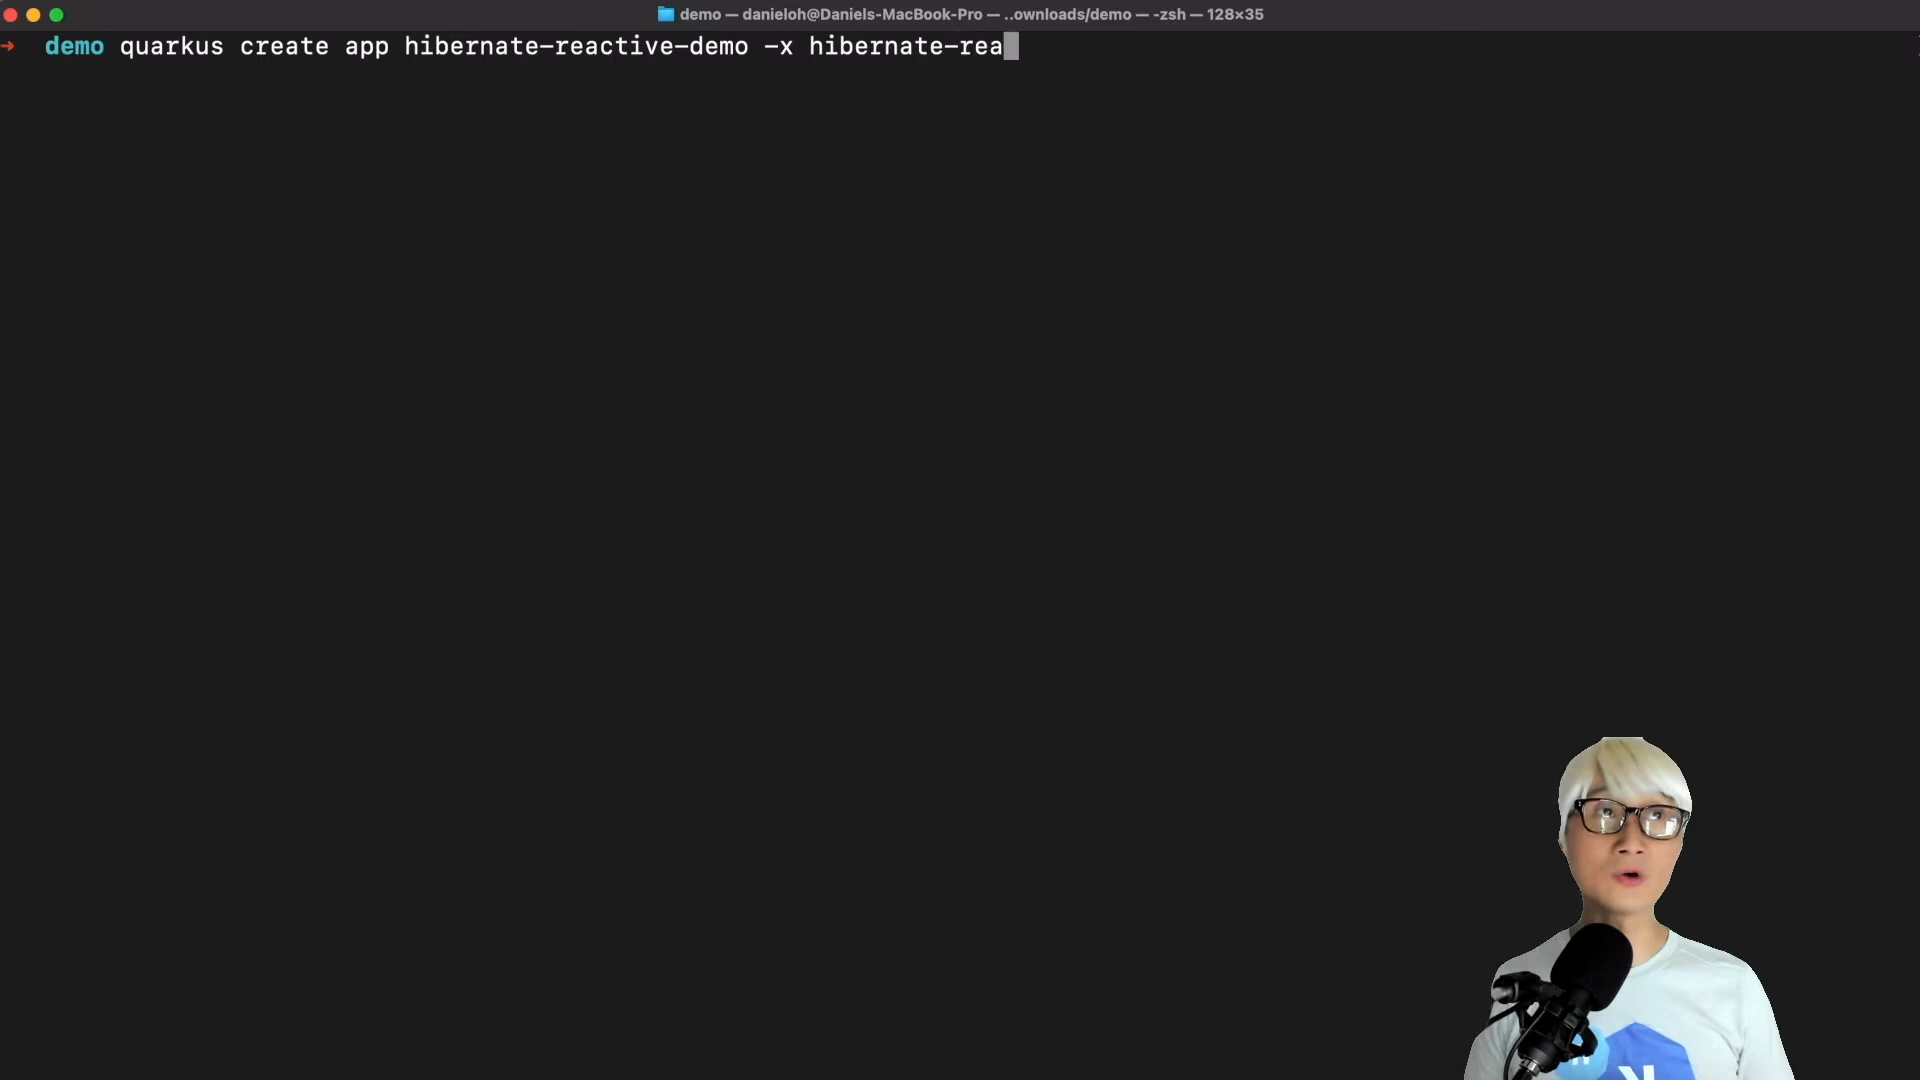 demo — danieloh@Daniels-MacBook-Pro — ..ownloads/demo — -zsh — 128×35
➜ demo quarkus create app hibernate-reactive-demo -x hibernate-rea